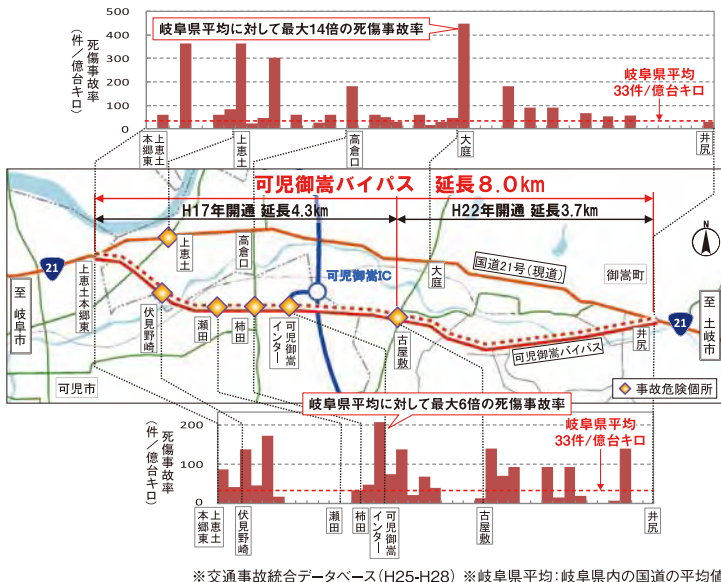 岐阜県平均に対して最大14倍の死傷事故率
死傷事故率
(件/億台キロ)
500
400
300
200
100
0
岐阜県平均
33件/億台キロ
上恵土本郷東
上恵土
高倉口
大庭
井尻
可児御嵩バイパス 延長8.0km
H17年開通 延長4.3km
H22年開通 延長3.7km
N
21
至 岐阜市
上恵土本郷東
上恵土
高倉口
可児御嵩IC
大庭
国道21号(現道)
御嵩町
21
至 土岐市
伏見野崎
瀬田
柿田
可児御嵩インター
古屋敷
可児御嵩バイパス
井尻
可児市
事故危険個所
岐阜県平均に対して最大6倍の死傷事故率
死傷事故率
(件/億台キロ)
200
100
0
岐阜県平均
33件/億台キロ
上恵土本郷東
伏見野崎
瀬田
柿田
可児御嵩インター
古屋敷
井尻
※交通事故統合データベース(H25-H28) ※岐阜県平均:岐阜県内の国道の平均値